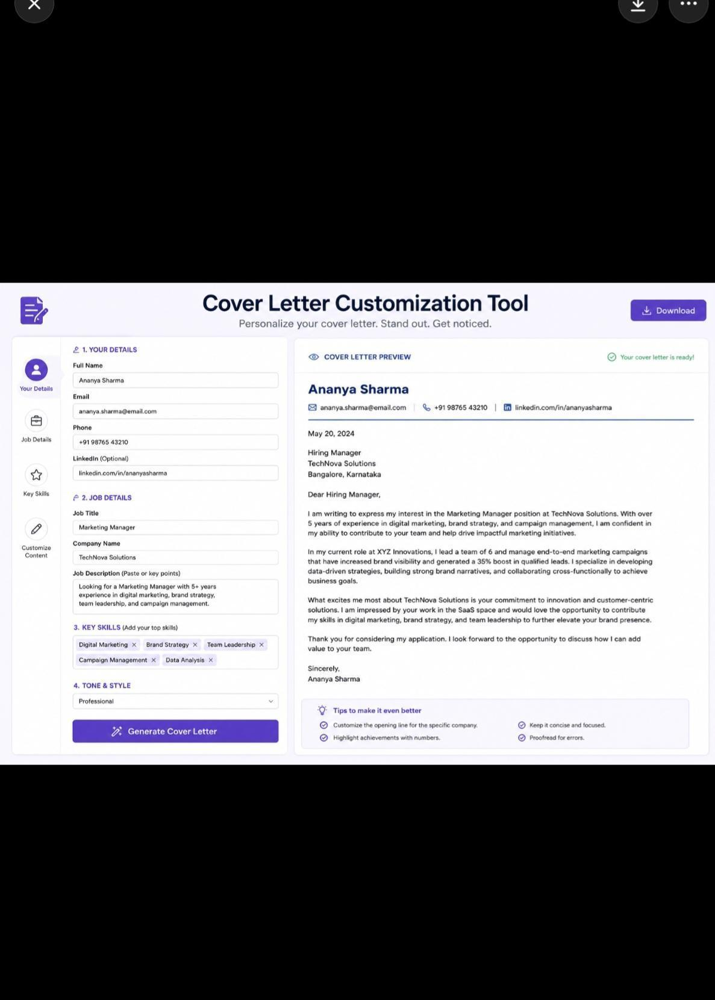 Cover Letter Customization Tool
Personalize your cover letter. Stand out. Get noticed.
Download
Your Details
Job Details
Key Skills
Customize
Content
1. YOUR DETAILS
Full Name
Ananya Sharma
Email
ananya.sharma@email.com
Phone
+91 98765 43210
LinkedIn (Optional)
linkedin.com/in/ananyasharma
2. JOB DETAILS
Job Title
Marketing Manager
Company Name
TechNova Solutions
Job Description (Paste or key points)
Looking for a Marketing Manager with 5+ years
experience in digital marketing, brand strategy,
team leadership, and campaign management.
3. KEY SKILLS (Add your top skills)
Digital Marketing × Brand Strategy × Team Leadership ×
Campaign Management × Data Analysis ×
4. TONE & STYLE
Professional
Generate Cover Letter
COVER LETTER PREVIEW
Your cover letter is ready!
Ananya Sharma
ananya.sharma@email.com | +91 98765 43210 | in linkedin.com/in/ananyasharma
May 20, 2024
Hiring Manager
TechNova Solutions
Bangalore, Karnataka
Dear Hiring Manager,
I am writing to express my interest in the Marketing Manager position at TechNova Solutions. With over
5 years of experience in digital marketing, brand strategy, and campaign management, I am confident in
my ability to contribute to your team and help drive impactful marketing initiatives.
In my current role at XYZ Innovations, I lead a team of 6 and manage end-to-end marketing campaigns
that have increased brand visibility and generated a 35% boost in qualified leads. I specialize in developing
data-driven strategies, building strong brand narratives, and collaborating cross-functionally to achieve
business goals.
What excites me most about TechNova Solutions is your commitment to innovation and customer-centric
solutions. I am impressed by your work in the SaaS space and would love the opportunity to contribute
my skills in digital marketing, brand strategy, and team leadership to further elevate your brand presence.
Thank you for considering my application. I look forward to the opportunity to discuss how I can add
value to your team.
Sincerely,
Ananya Sharma
Tips to make it even better
Customize the opening line for the specific company.
Highlight achievements with numbers.
Keep it concise and focused.
Proofread for errors.